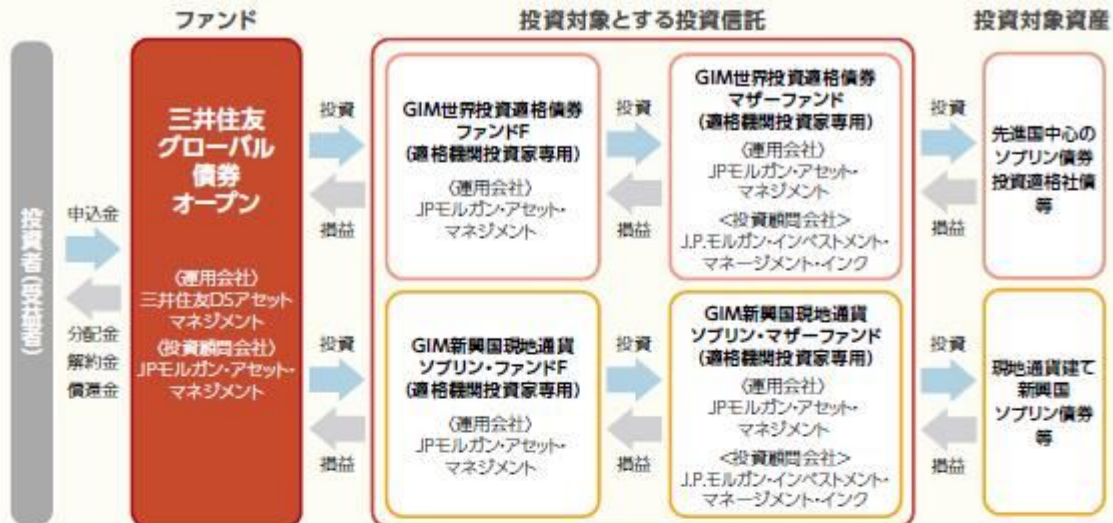 ファンド
投資対象とする投資信託
投資対象資産
投資者(受益者)
申込金
分配金
解約金
償還金
三井住友
グローバル
債券
オープン
〈運用会社〉
三井住友DSアセット
マネジメント
〈投資顧問会社〉
JPモルガン・アセット・
マネジメント
投資
損益
GIM世界投資適格債券
ファンドF
(適格機関投資家専用)
〈運用会社〉
JPモルガン・アセット・
マネジメント
投資
損益
GIM世界投資適格債券
マザーファンド
(適格機関投資家専用)
〈運用会社〉
JPモルガン・アセット・
マネジメント
<投資顧問会社>
J.P.モルガン・インベストメント・
マネージメント・インク
投資
損益
先進国中心の
ソブリン債券
投資適格社債
等
投資
損益
GIM新興国現地通貨
ソブリン・ファンドF
(適格機関投資家専用)
〈運用会社〉
JPモルガン・アセット・
マネジメント
投資
損益
GIM新興国現地通貨
ソブリン・マザーファンド
(適格機関投資家専用)
〈運用会社〉
JPモルガン・アセット・
マネジメント
<投資顧問会社>
J.P.モルガン・インベストメント・
マネージメント・インク
投資
損益
現地通貨建て
新興国
ソブリン債券
等